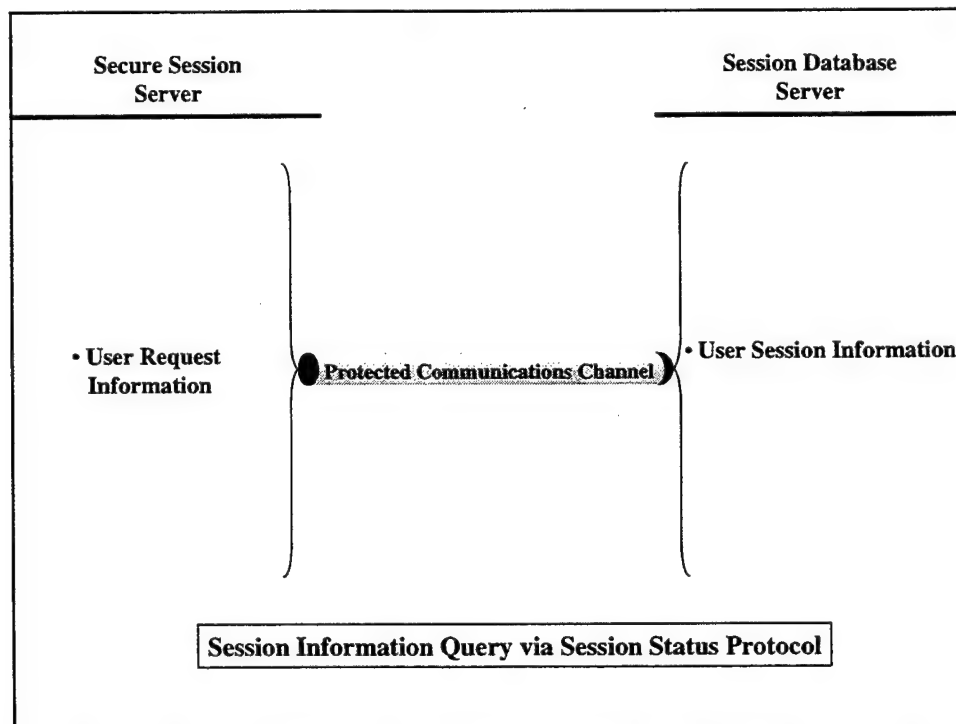 Secure Session
Server
Session Database
Server
• User Request
Information
Protected Communications Channel
• User Session Information
Session Information Query via Session Status Protocol